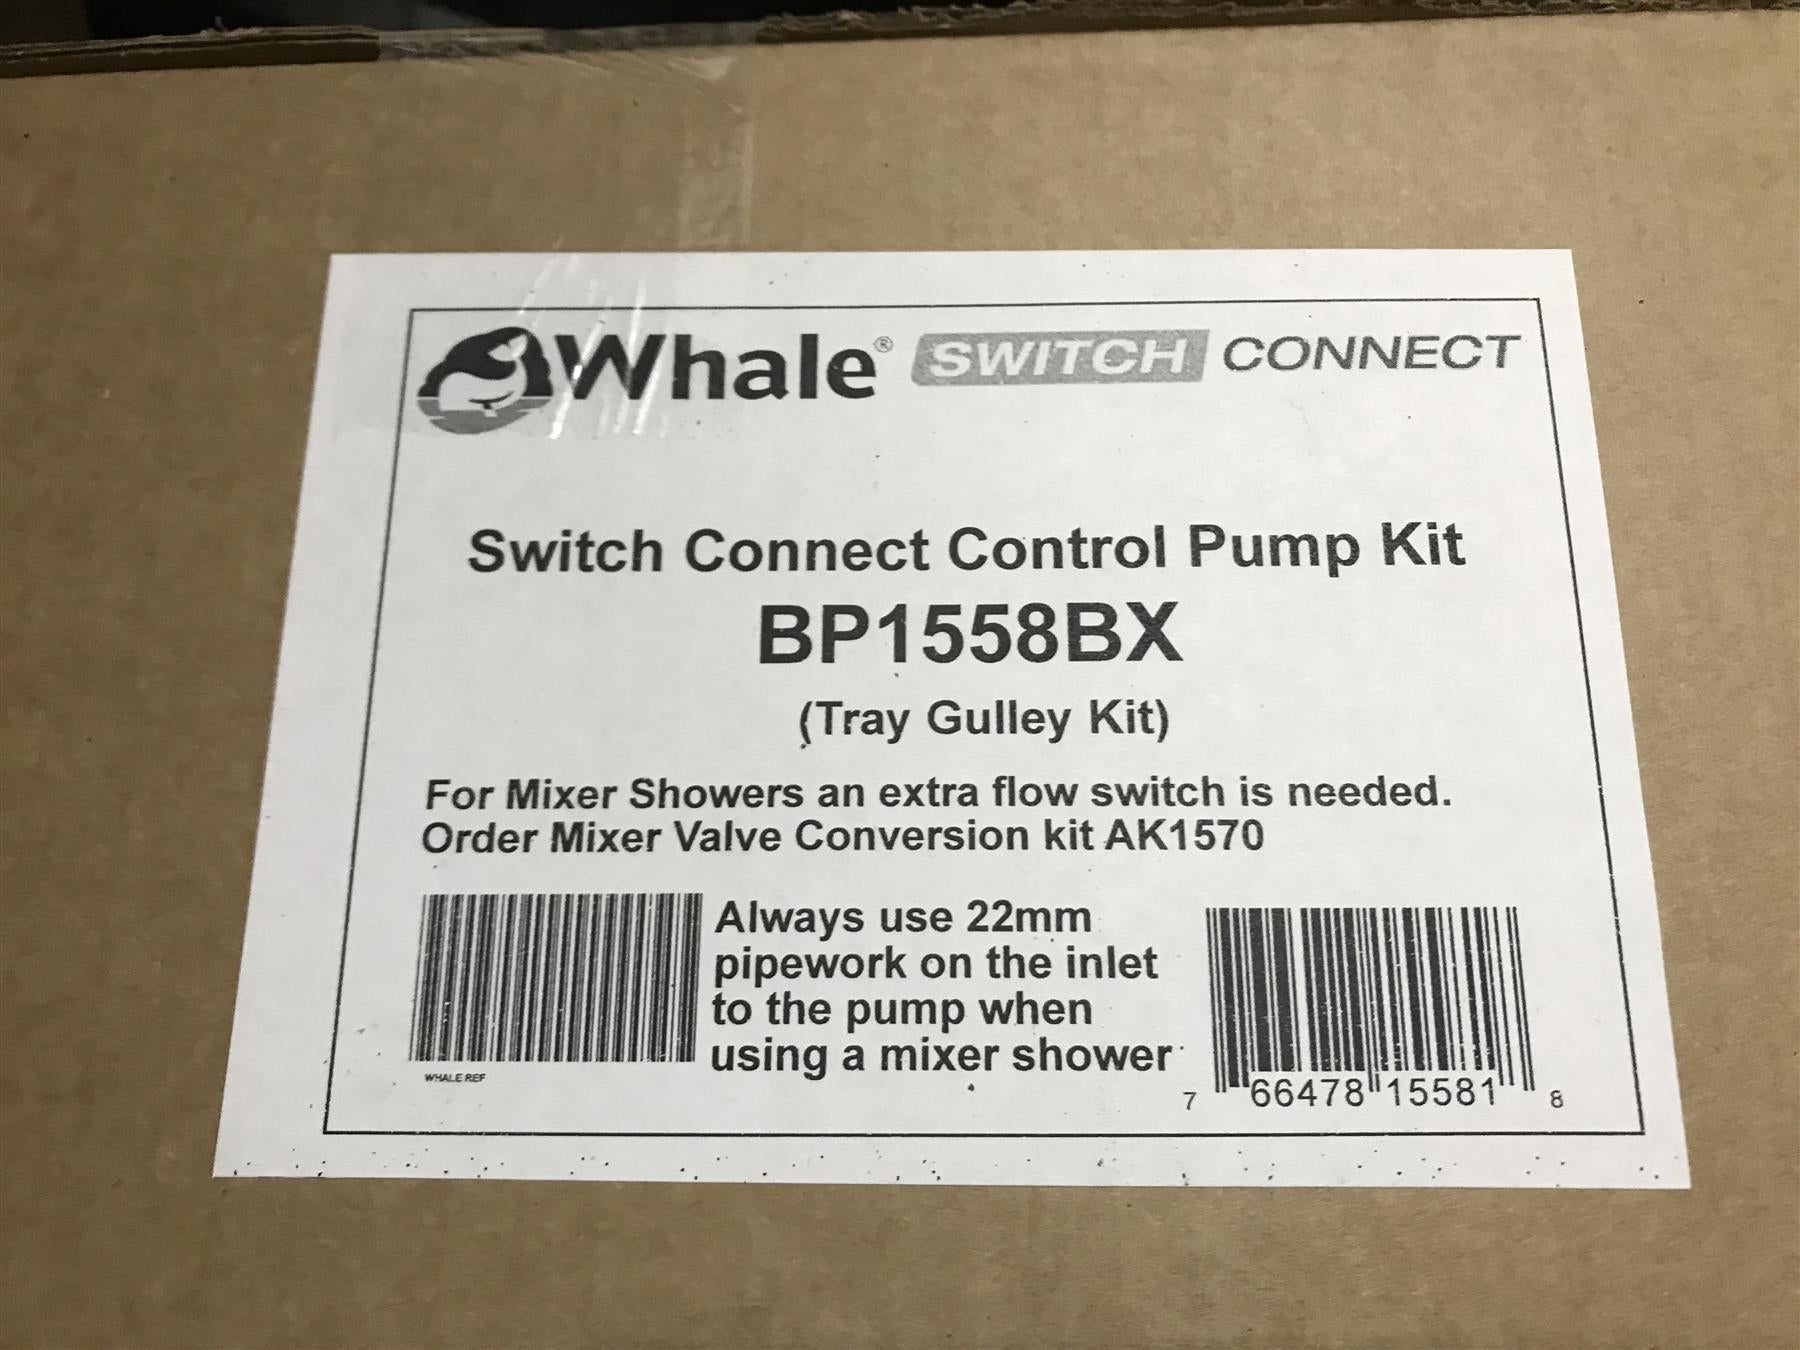 Whale® SWITCH CONNECT
Switch Connect Control Pump Kit
BP1558BX
(Tray Gulley Kit)
For Mixer Showers an extra flow switch is needed.
Order Mixer Valve Conversion kit AK1570
Always use 22mm
pipework on the inlet
to the pump when
using a mixer shower
WHALE REF
7 66478 15581 8